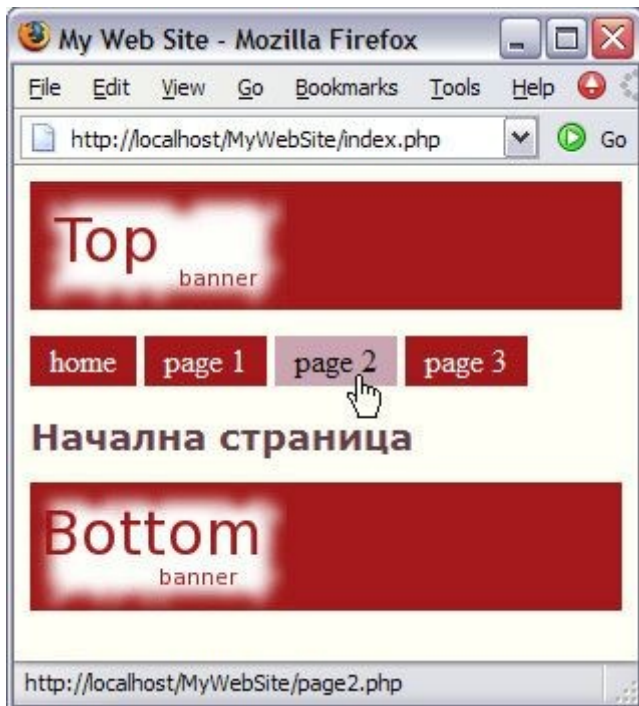 My Web Site - Mozilla Firefox
File Edit View Go Bookmarks Tools Help
http://localhost/MyWebSite/index.php Go
Top
banner
home page 1 page 2 page 3
Начална страница
Bottom
banner
http://localhost/MyWebSite/page2.php